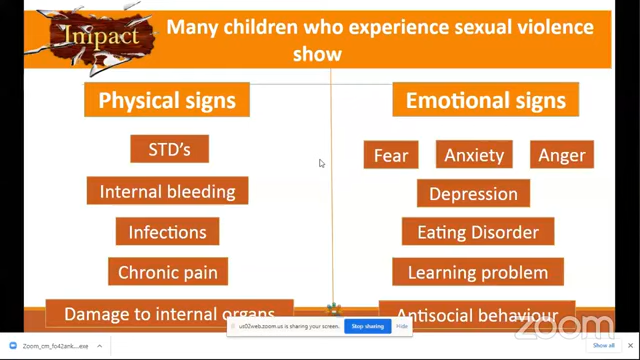 Impact
Many children who experience sexual violence
show
Physical signs
Emotional signs
STD's
Fear
Anxiety
Anger
Internal bleeding
Depression
Infections
Eating Disorder
Chronic pain
Learning problem
Damage to internal organs
Antisocial behaviour
us02web.zoom.us is sharing your screen.
Stop sharing
Hide
zoom
Zoom_cm_fo42ank....exe
Show all